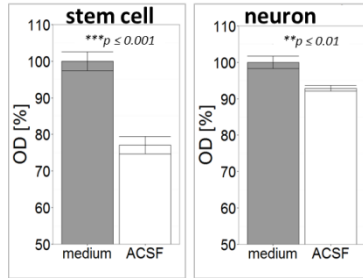 stem cell
***p ≤ 0.001
OD [%]
110
100
90
80
70
60
50
medium ACSF
neuron
**p ≤ 0.01
OD [%]
110
100
90
80
70
60
50
medium ACSF